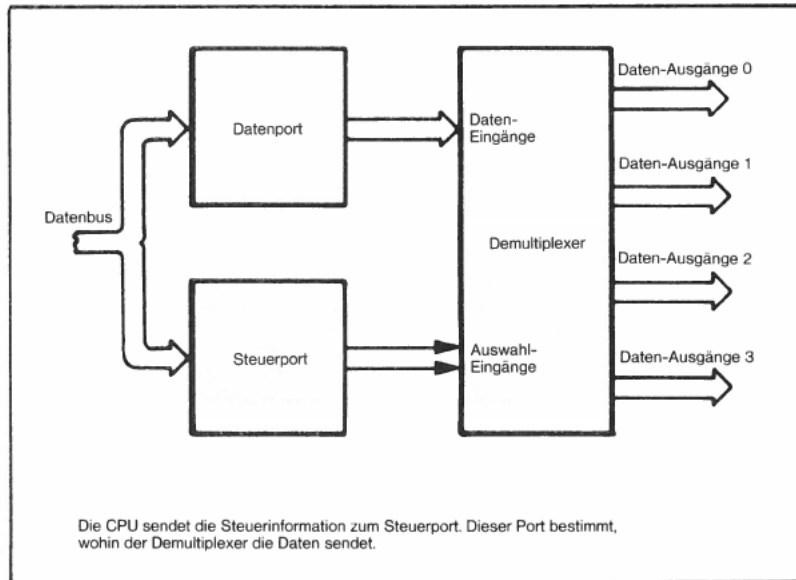 Datenbus
Datenport
Steuerport
Daten-
Eingänge
Demultiplexer
Auswahl-
Eingänge
Daten-Ausgänge 0
Daten-Ausgänge 1
Daten-Ausgänge 2
Daten-Ausgänge 3
Die CPU sendet die Steuerinformation zum Steuerport. Dieser Port bestimmt,
wohin der Demultiplexer die Daten sendet.